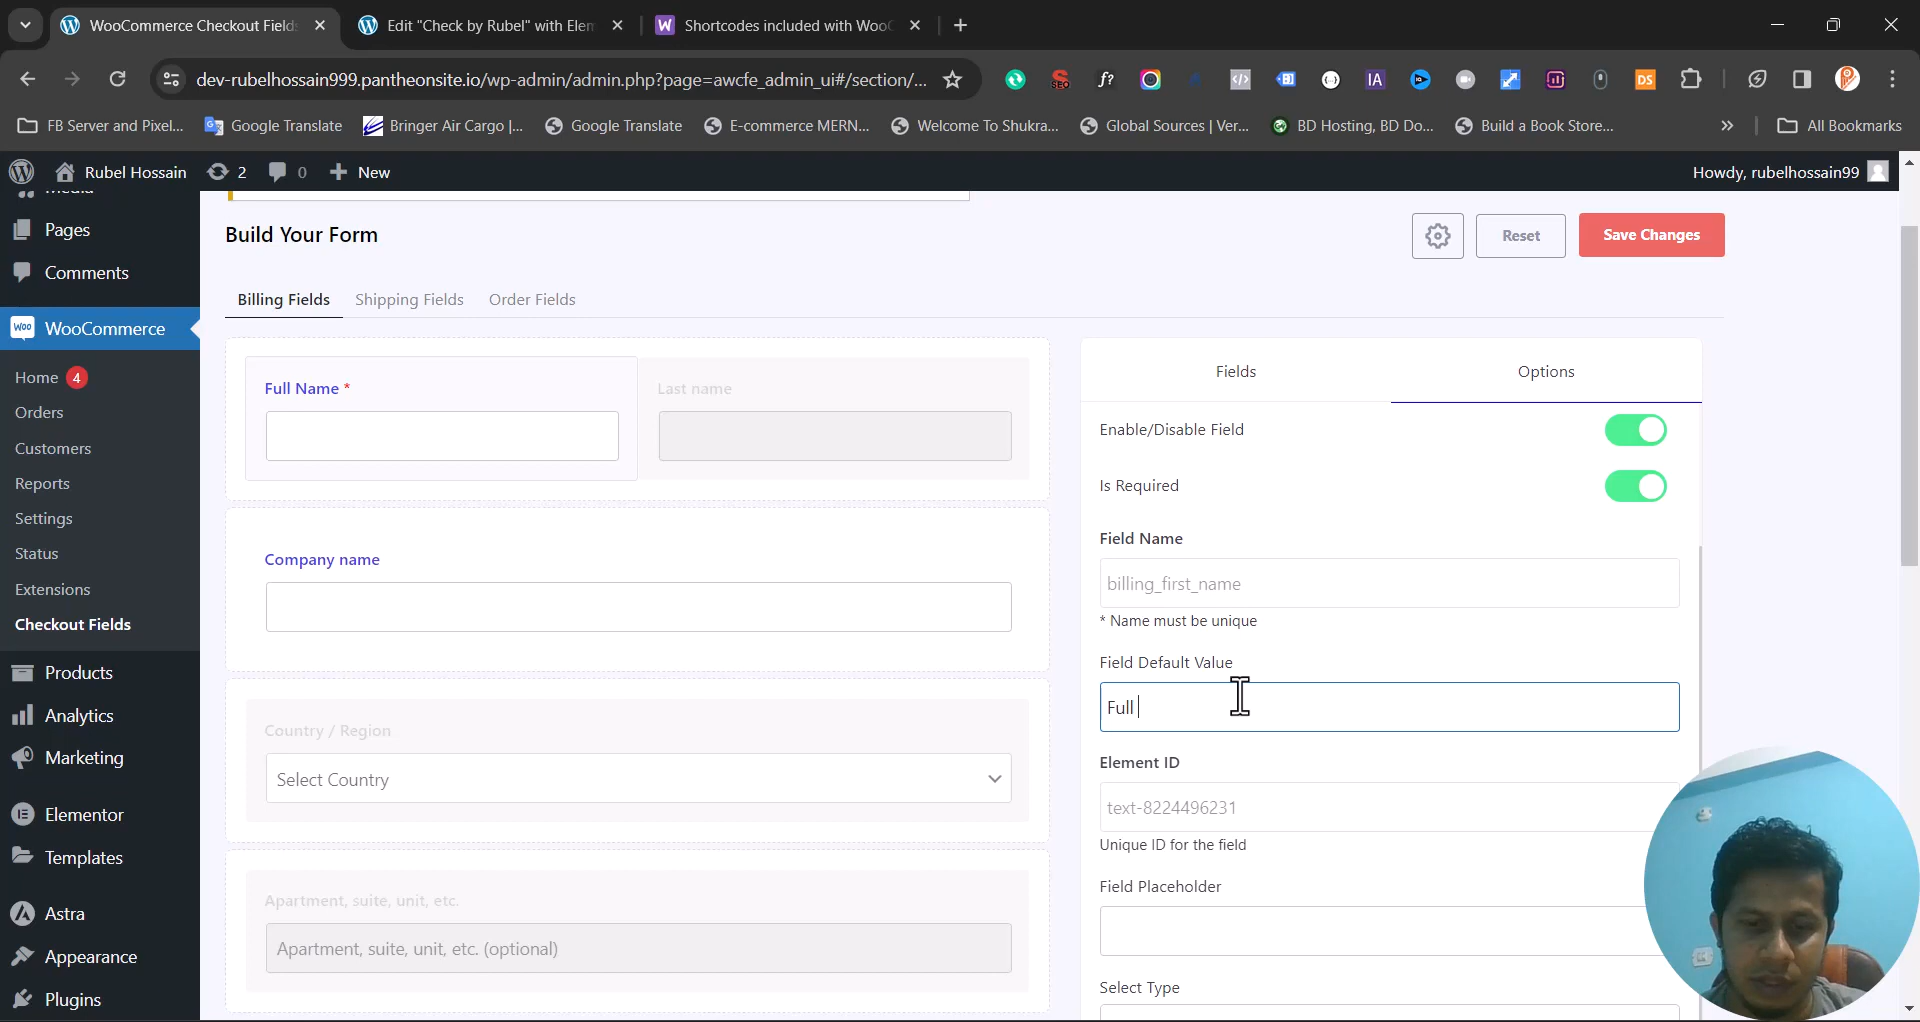 WooCommerce Checkout Fields
Edit "Check by Rubel" with Elem
Shortcodes included with WooC
dev-rubelhossain999.pantheonsite.io/wp-admin/admin.php?page=awcfe_admin_ui#/section/...
SEO
f?
IA
DS
FB Server and Pixel...
Google Translate
Bringer Air Cargo |...
Google Translate
E-commerce MERN...
Welcome To Shukra...
Global Sources | Ver...
BD Hosting, BD Do...
Build a Book Store...
All Bookmarks
Rubel Hossain
2
0
New
Howdy, rubelhossain99
Media
Pages
Comments
WooCommerce
Home 4
Orders
Customers
Reports
Settings
Status
Extensions
Checkout Fields
Products
Analytics
Marketing
Elementor
Templates
Astra
Appearance
Plugins
Build Your Form
Reset
Save Changes
Billing Fields
Shipping Fields
Order Fields
Full Name *
Last name
Company name
Country / Region
Select Country
Apartment, suite, unit, etc.
Apartment, suite, unit, etc. (optional)
Fields
Options
Enable/Disable Field
Is Required
Field Name
billing_first_name
* Name must be unique
Field Default Value
Full
Element ID
text-8224496231
Unique ID for the field
Field Placeholder
Select Type